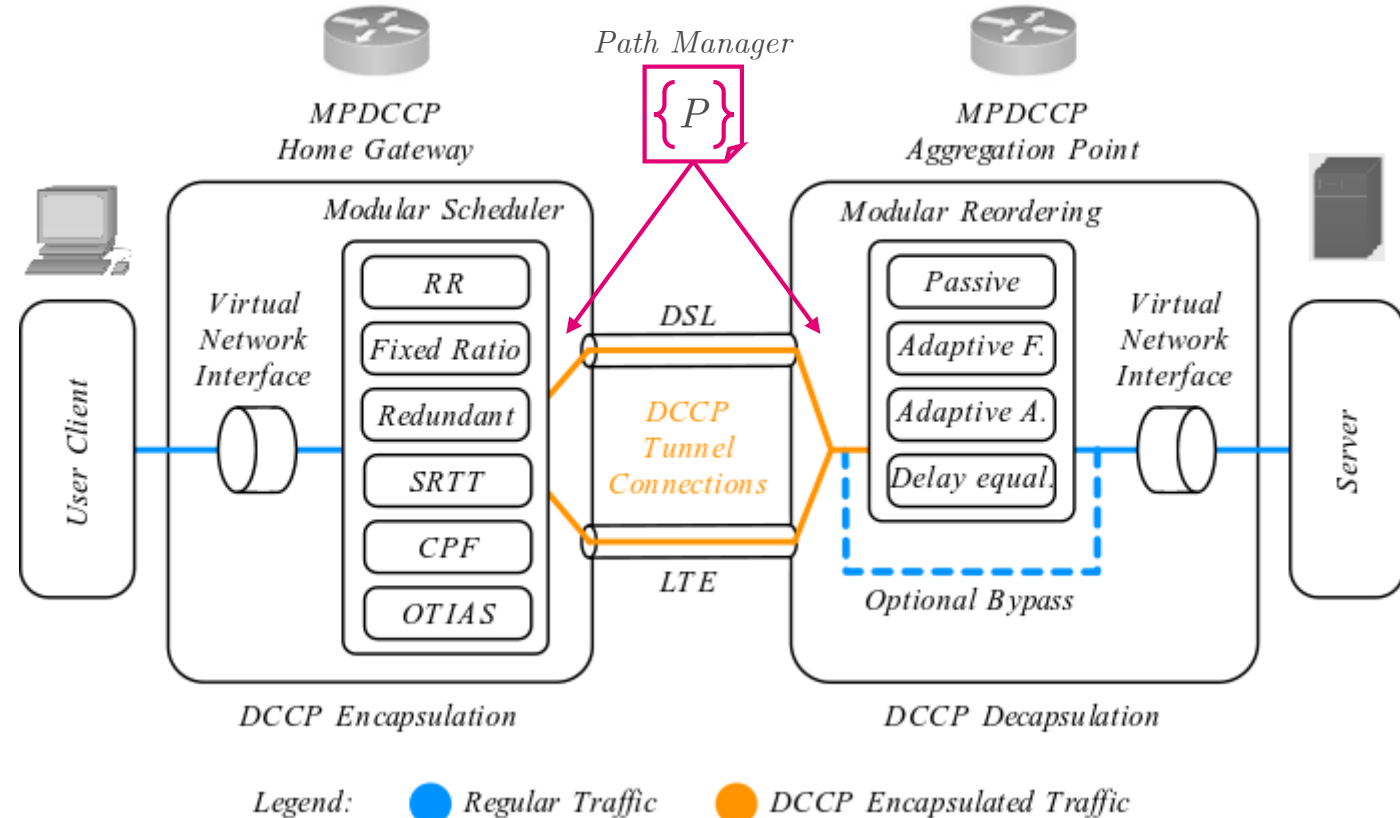 Path Manager
{P}
MPDCCP
Home Gateway
MPDCCP
Aggregation Point
User Client
Virtual
Network
Interface
Modular Scheduler
RR
Fixed Ratio
Redundant
SRTT
CPF
OTIAS
DSL
DCCP
Tunnel
Connections
LTE
Modular Reordering
Passive
Adaptive F.
Adaptive A.
Delay equal.
Optional Bypass
Virtual
Network
Interface
Server
DCCP Encapsulation
DCCP Decapsulation
Legend:
Regular Traffic
DCCP Encapsulated Traffic